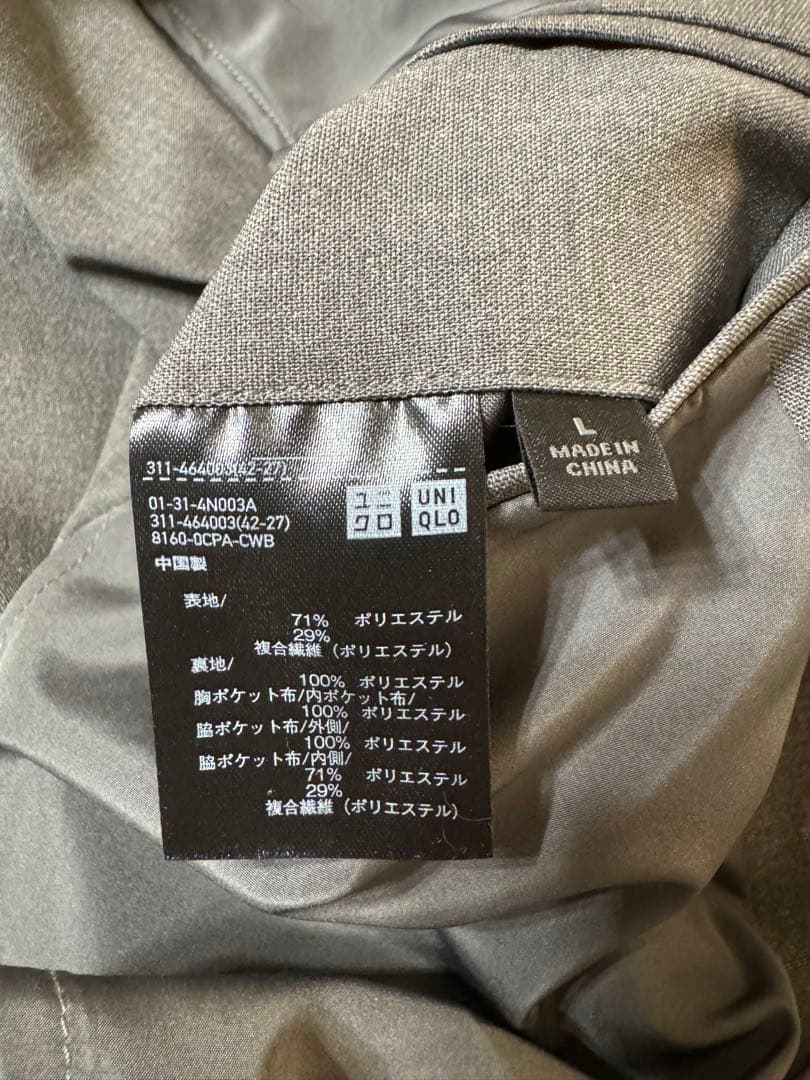 311-464003(42-27)
01-31-4N003A
311-464003(42-27)
8160-0CPA-CWB
中国製
ユニ
クロ
UNI
QLO
L
MADE IN
CHINA
表地/
71% ポリエステル
29%
複合繊維 (ポリエステル)
裏地/
100% ポリエステル
胸ポケット布/内ポケット布/
100% ポリエステル
脇ポケット布/外側/
100% ポリエステル
脇ポケット布/内側/
71% ポリエステル
29%
複合繊維 (ポリエステル)